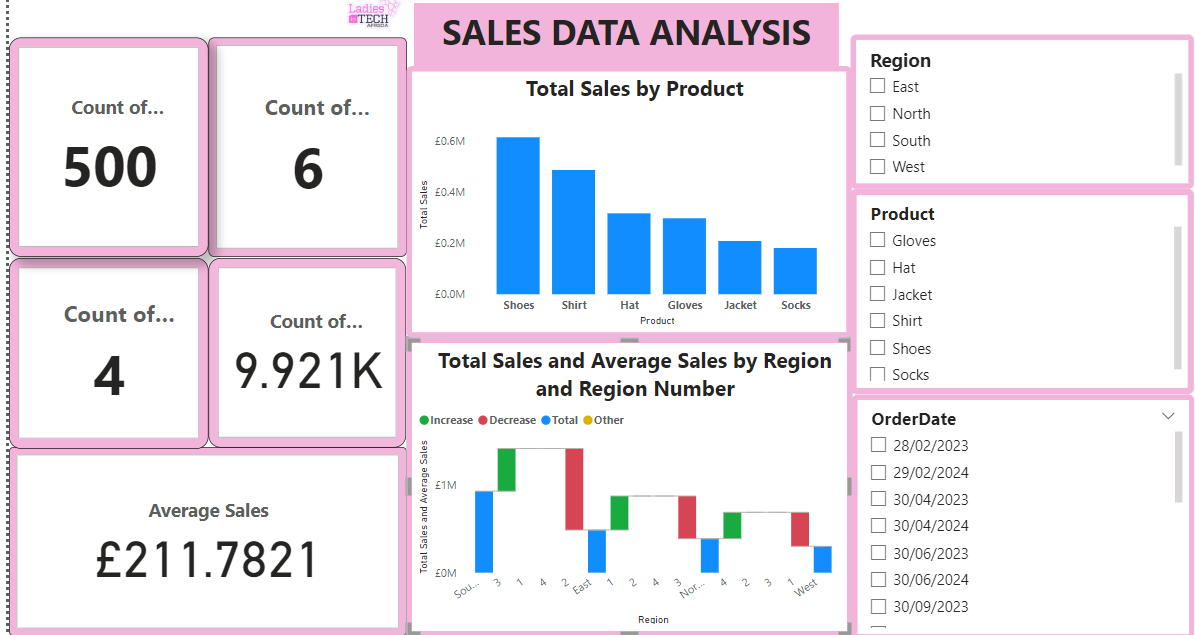 Ladies
in TECH
AFRICA
SALES DATA ANALYSIS
Count of...
500
Count of...
6
Count of...
4
Count of...
9.921K
Average Sales
£211.7821
Total Sales by Product
Total Sales
£0.6M
£0.4M
£0.2M
£0.0M
Shoes Shirt Hat Gloves Jacket Socks
Product
Total Sales and Average Sales by Region
and Region Number
Increase Decrease Total Other
Total Sales and Average Sales
£1M
£0M
Sou... 3 1 4 2 East 1 2 4 3 Nor... 4 2 3 1 West
Region
Region
East
North
South
West
Product
Gloves
Hat
Jacket
Shirt
Shoes
Socks
OrderDate
28/02/2023
29/02/2024
30/04/2023
30/04/2024
30/06/2023
30/06/2024
30/09/2023